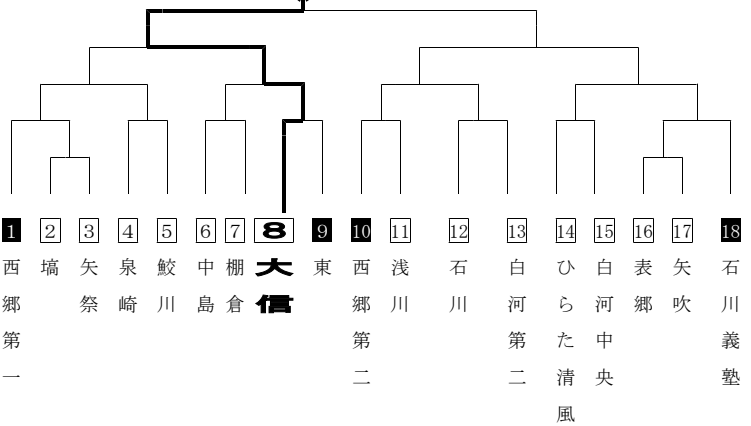 1 西郷第一
2 塙
3 矢祭
4 泉崎
5 鮫川
6 中島
7 棚倉
8 大信
9 東
10 西郷第二
11 浅川
12 石川
13 白河第二
14 ひらた清風
15 白河中央
16 表郷
17 矢吹
18 石川義塾